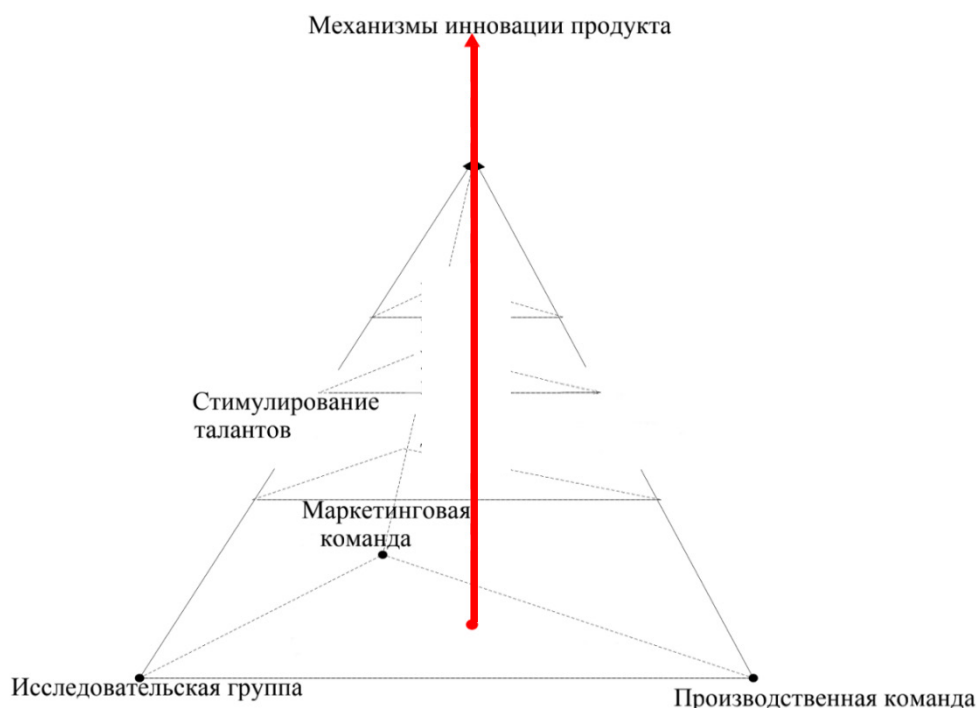 Механизмы инновации продукта
Стимулирование
талантов
Маркетинговая
команда
Исследовательская группа
Производственная команда